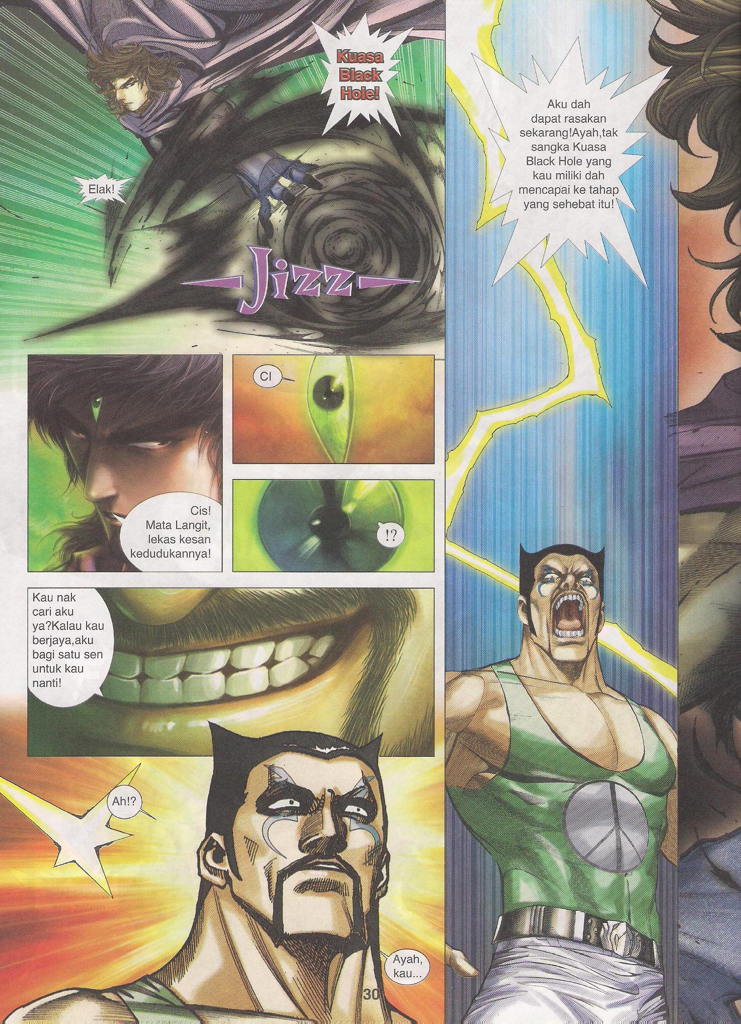 Kuasa
Black
Hole!
Elak!
Jizz
Cis!
Mata Langit,
lekas kesan
kedudukannya!
CI
!?
Kau nak
cari aku
ya?Kalau kau
berjaya,aku
bagi satu sen
untuk kau
nanti!
Ah!?
Ayah,
kau...
Aku dah
dapat rasakan
sekarang!Ayah,tak
sangka Kuasa
Black Hole yang
kau miliki dah
mencapai ke tahap
yang sehebat itu!
30